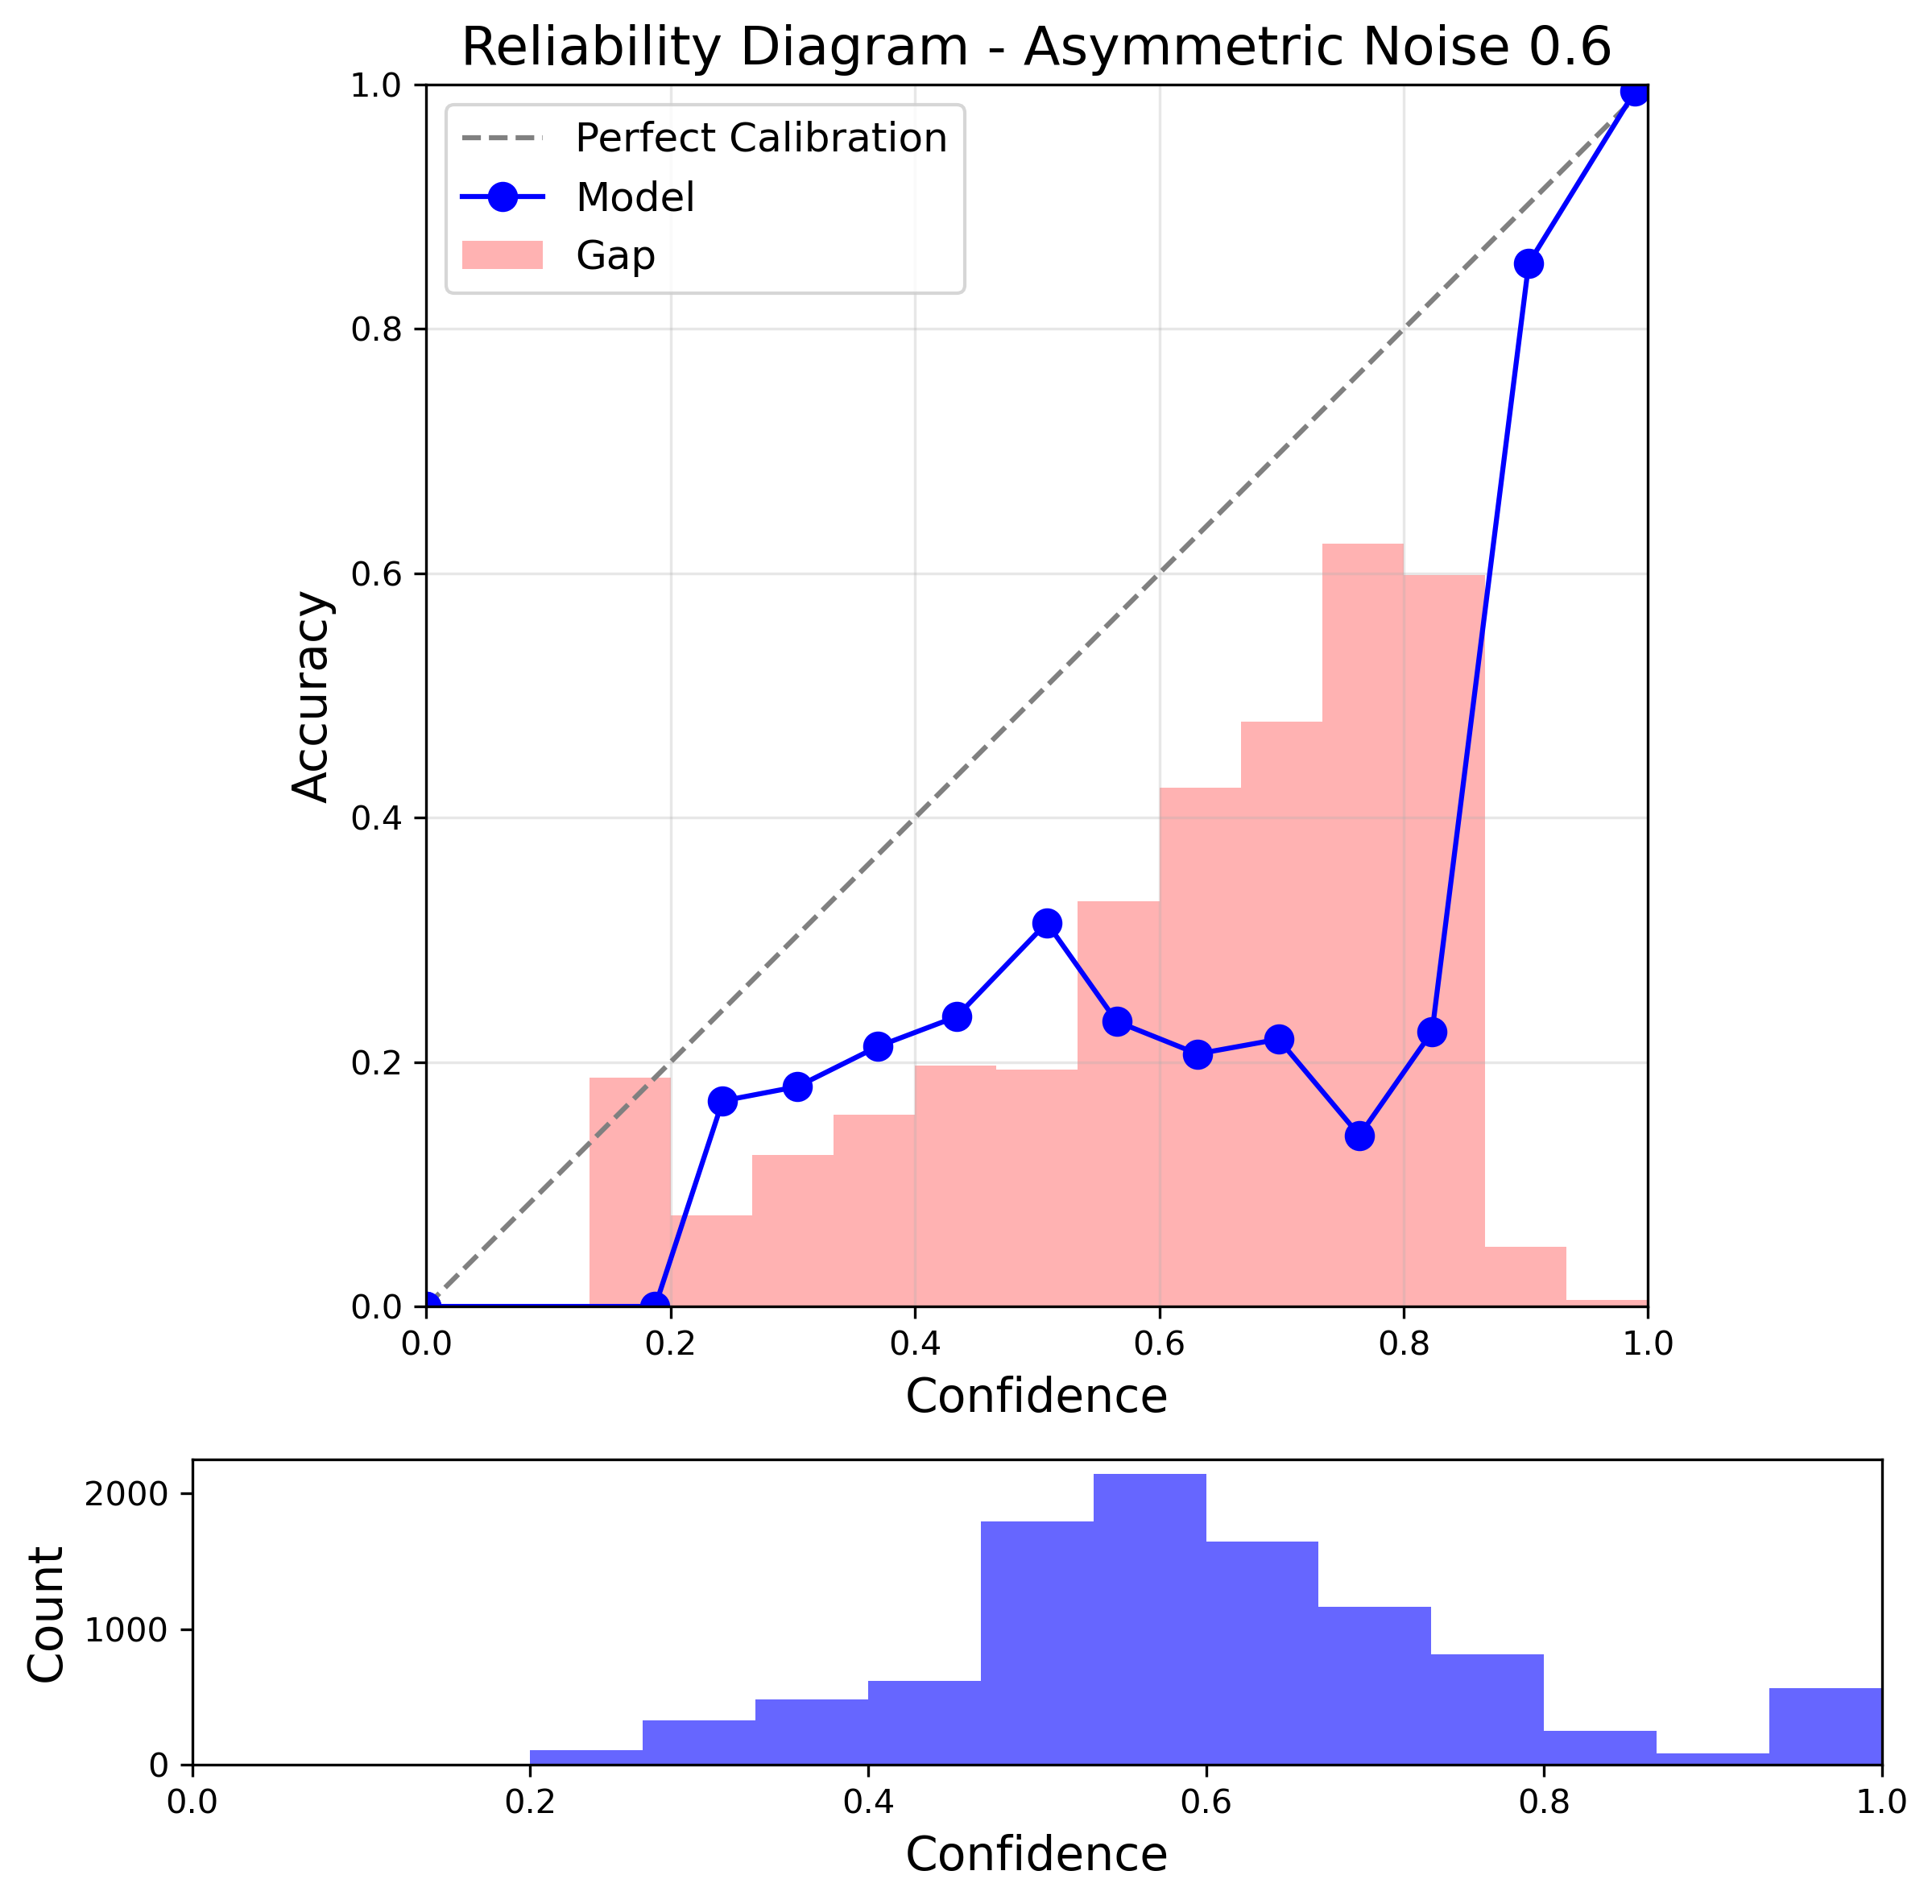 Reliability Diagram - Asymmetric Noise 0.6
Perfect Calibration
Model
Gap
1.0
0.8
0.6
0.4
0.2
0.0
Accuracy
0.0 0.2 0.4 0.6 0.8 1.0
Confidence
2000
1000
0
Count
0.0 0.2 0.4 0.6 0.8 1.0
Confidence